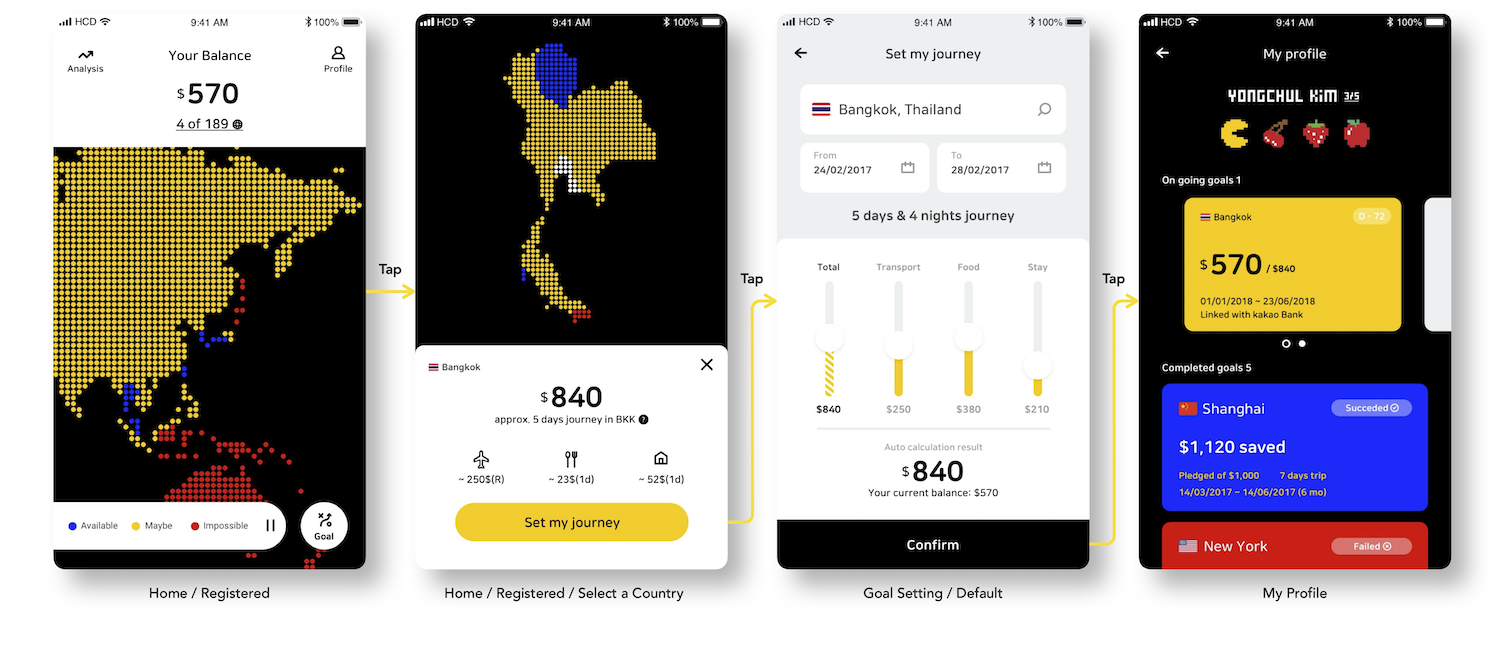 HCD 9:41 AM 100%
Analysis
Your Balance
Profile
$570
4 of 189
Available Maybe Impossible
Goal
Home / Registered
Tap
HCD 9:41 AM 100%
Bangkok
$840
approx. 5 days journey in BKK ?
~ 250$(R) ~ 23$(1d) ~ 52$(1d)
Set my journey
Home / Registered / Select a Country
Tap
HCD 9:41 AM 100%
Set my journey
Bangkok, Thailand
From
24/02/2017
To
28/02/2017
5 days & 4 nights journey
Total Transport Food Stay
$840 $250 $380 $210
Auto calculation result
$840
Your current balance: $570
Confirm
Goal Setting / Default
Tap
HCD 9:41 AM 100%
My profile
YONGCHUL KiM 3/5
On going goals 1
Bangkok D - 72
$570 / $840
01/01/2018 ~ 23/06/2018
Linked with kakao Bank
Completed goals 5
Shanghai Succeded
$1,120 saved
Pledged of $1,000 7 days trip
14/03/2017 ~ 14/06/2017 (6 mo)
New York Failed
My Profile